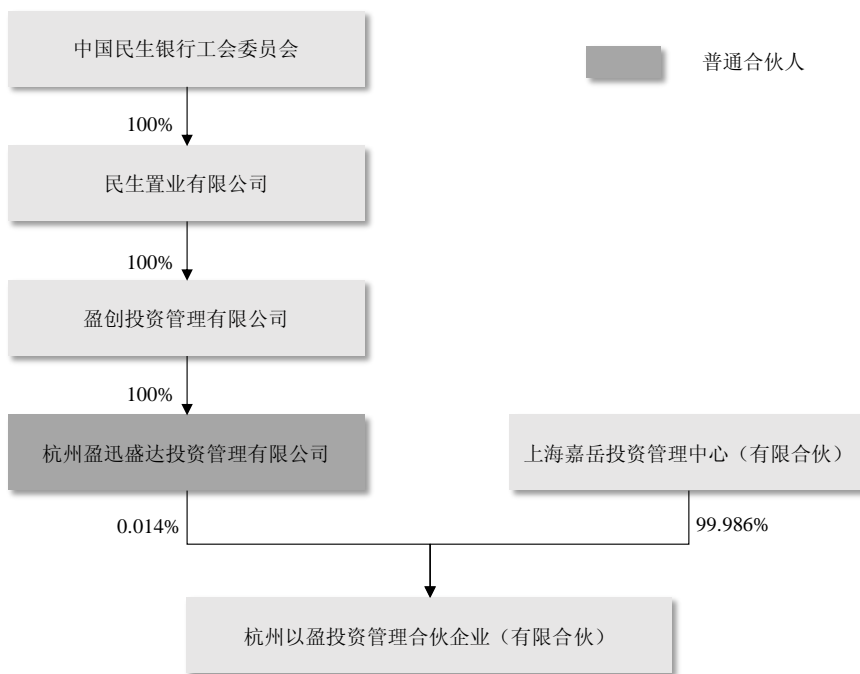 中国民生银行工会委员会
普通合伙人
100%
民生置业有限公司
100%
盈创投资管理有限公司
100%
杭州盈迅盛达投资管理有限公司
上海嘉岳投资管理中心（有限合伙）
0.014%
99.986%
杭州以盈投资管理合伙企业（有限合伙）